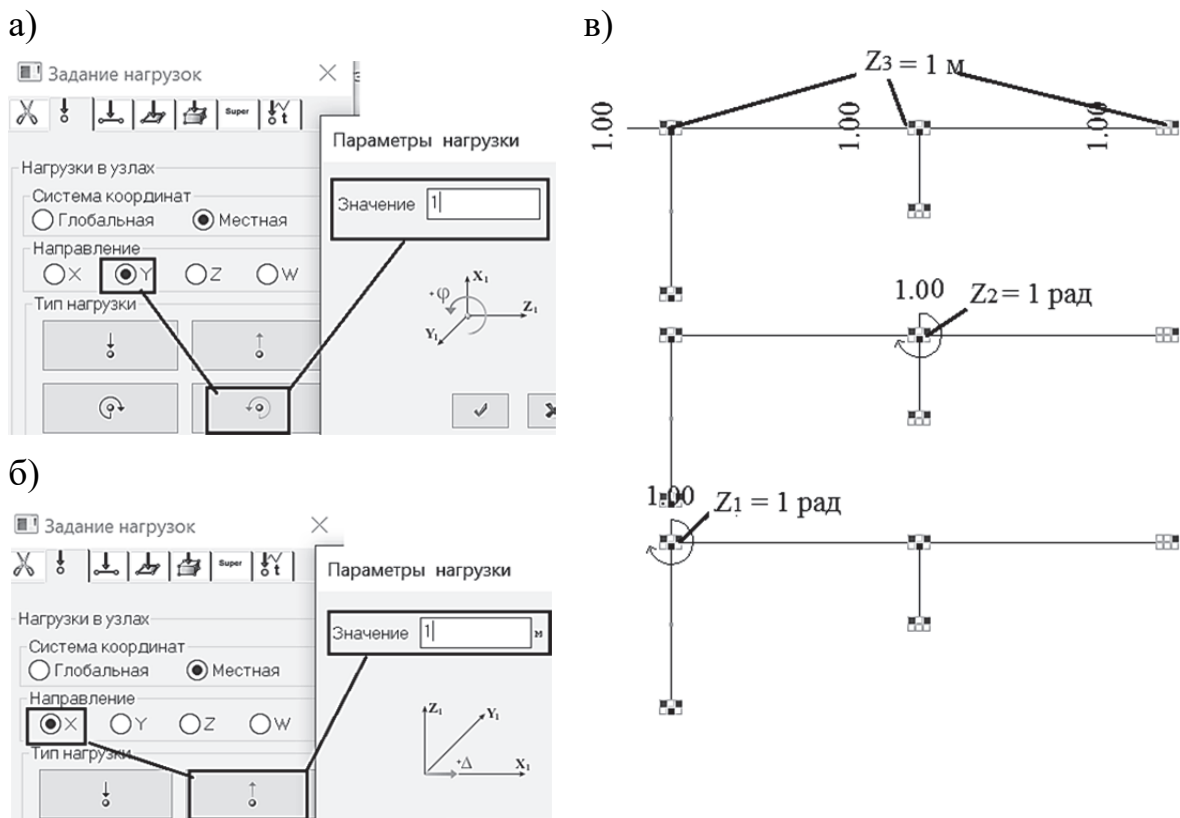 а)
Задание нагрузок
Super
t
Параметры нагрузки
Нагрузки в узлах
Значение 1
Система координат
Глобальная Местная
Направление
X Y Z W
Тип нагрузки
+φ X₁ Z₁ Y₁
б)
Задание нагрузок
Super
t
Параметры нагрузки
Нагрузки в узлах
Значение 1 м
Система координат
Глобальная Местная
Направление
X Y Z W
Тип нагрузки
Z₁ Y₁ +Δ X₁
в)
Z3 = 1 м
1.00 1.00 1.00
1.00 Z2 = 1 рад
1.00 Z1 = 1 рад